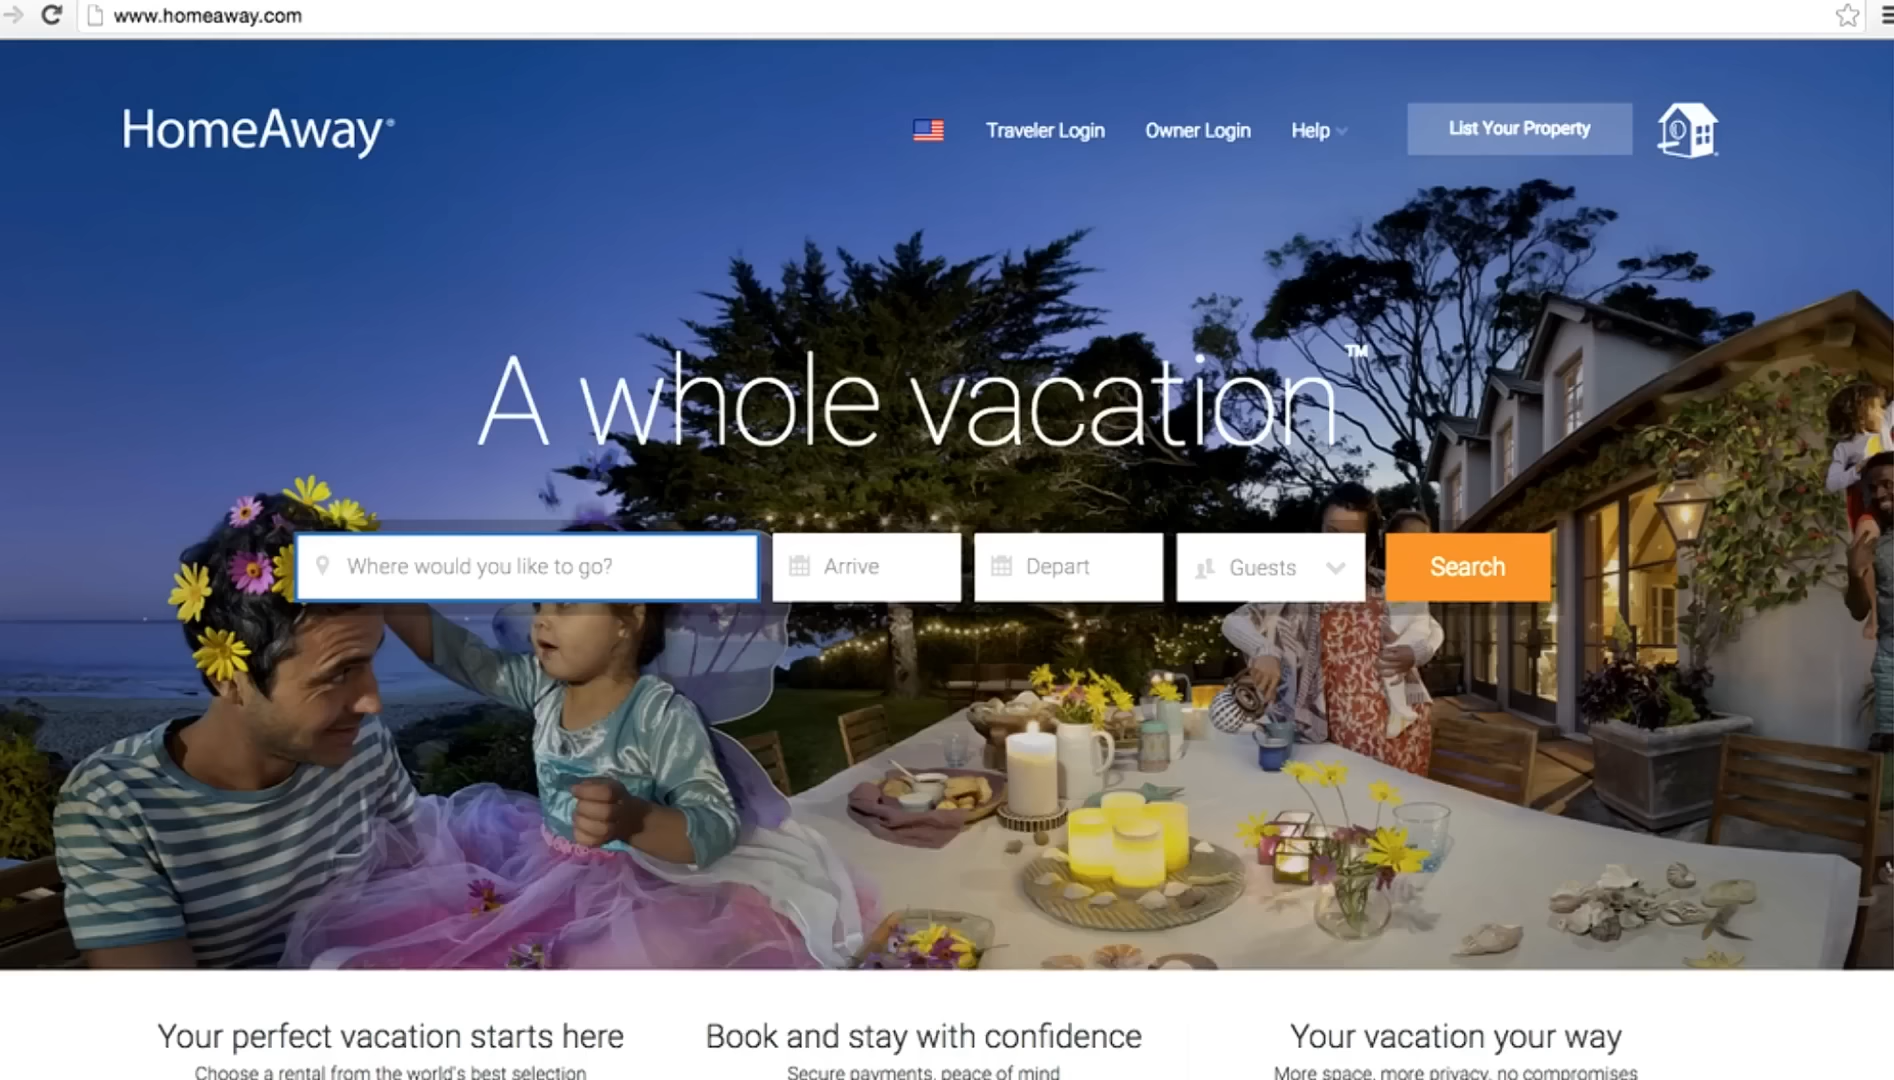 www.homeaway.com
HomeAway®
Traveler Login
Owner Login
Help
List Your Property
A whole vacation™
Where would you like to go?
Arrive
Depart
Guests
Search
Your perfect vacation starts here
Choose a rental from the world's best selection
Book and stay with confidence
Secure payments, peace of mind
Your vacation your way
More space, more privacy, no compromises